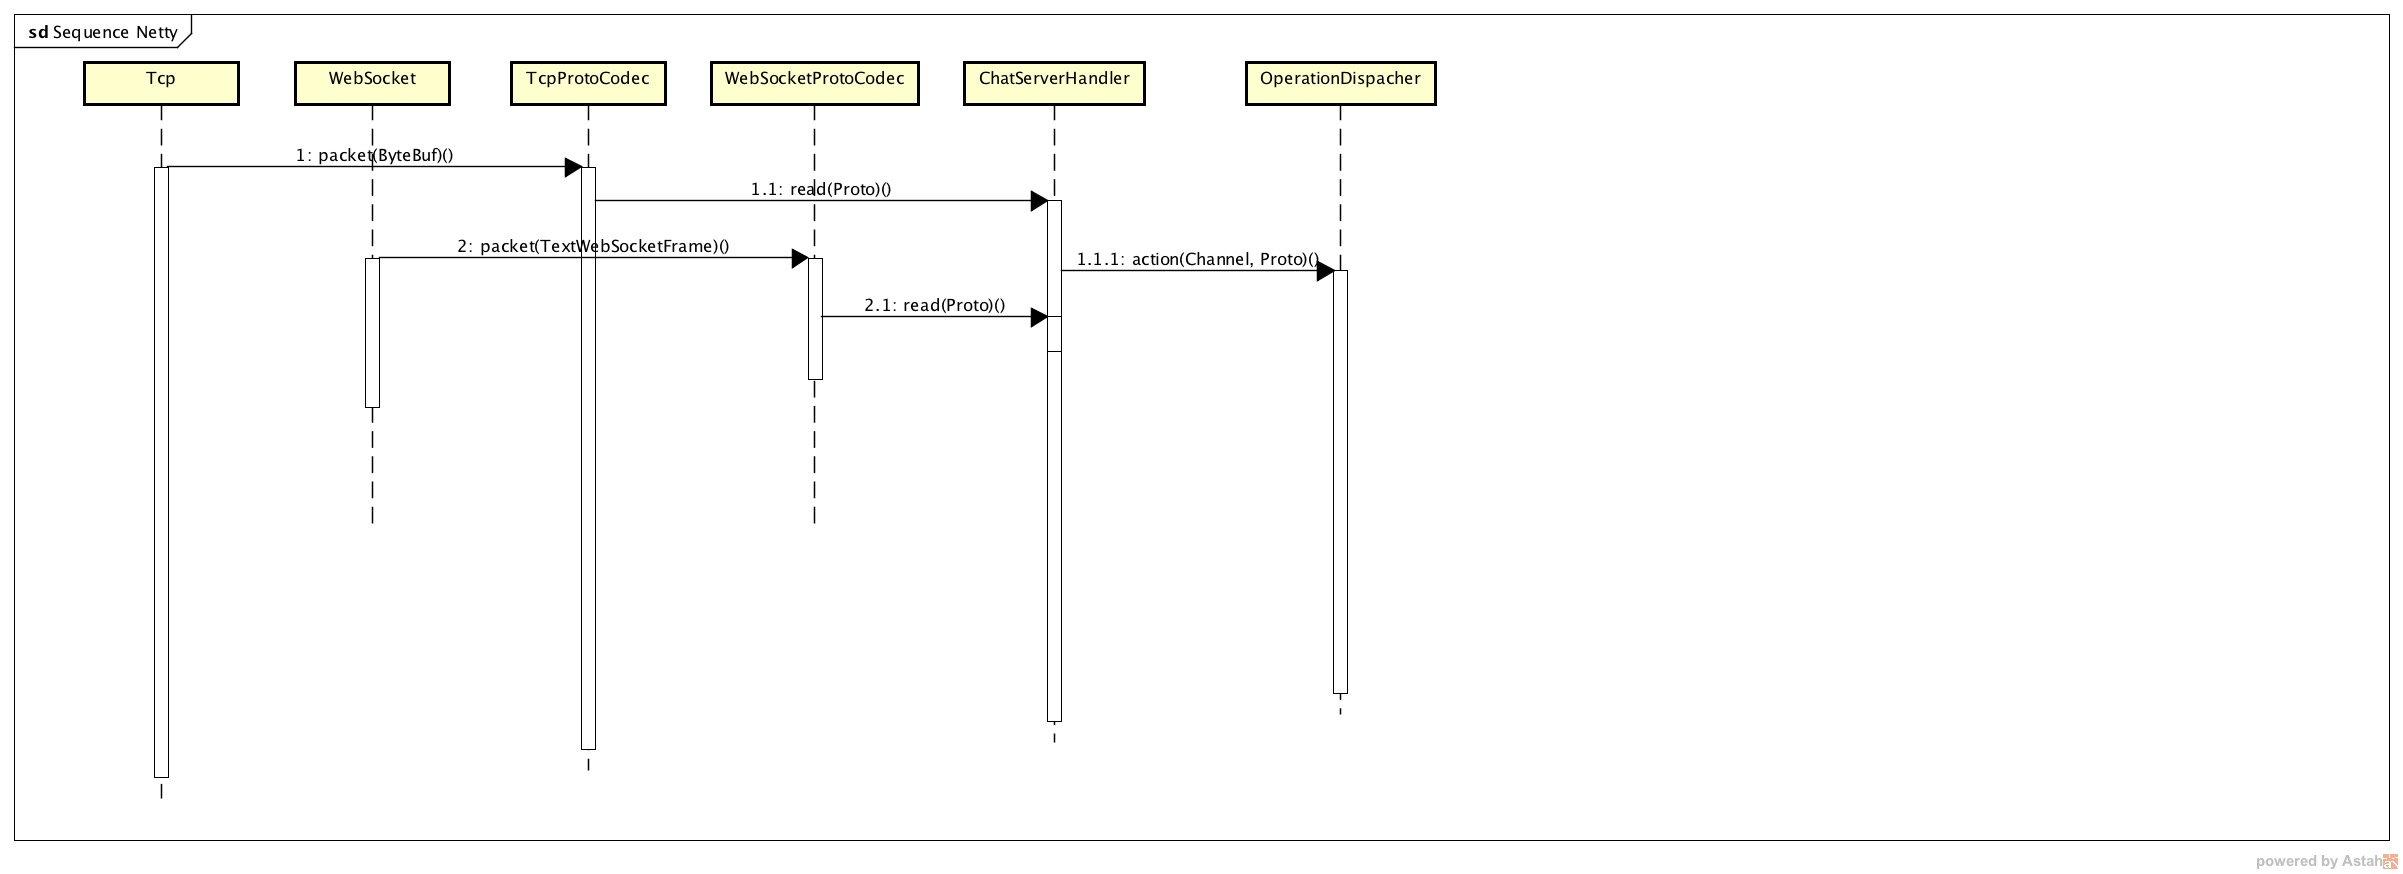 sd Sequence Netty
Tcp
WebSocket
TcpProtoCodec
WebSocketProtoCodec
ChatServerHandler
OperationDispacher
1: packet(ByteBuf)()
1.1: read(Proto)()
2: packet(TextWebSocketFrame)()
1.1.1: action(Channel, Proto)()
2.1: read(Proto)()
powered by Astah